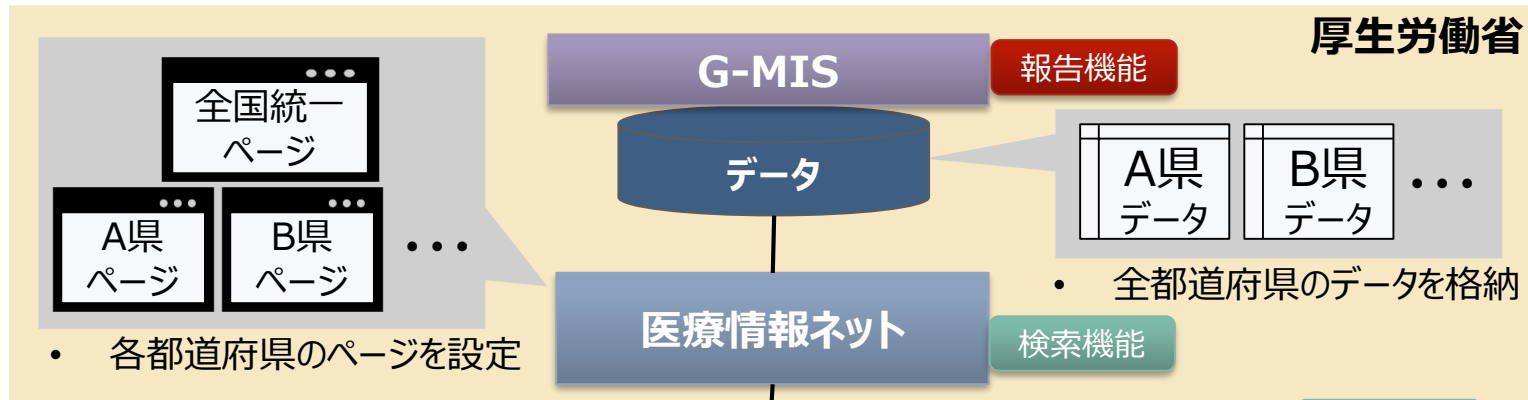 厚生労働省
G-MIS
報告機能
全国統一
ページ
A県
ページ
B県
ページ
・・・
データ
A県
データ
B県
データ
・・・
• 全都道府県のデータを格納
医療情報ネット
検索機能
• 各都道府県のページを設定